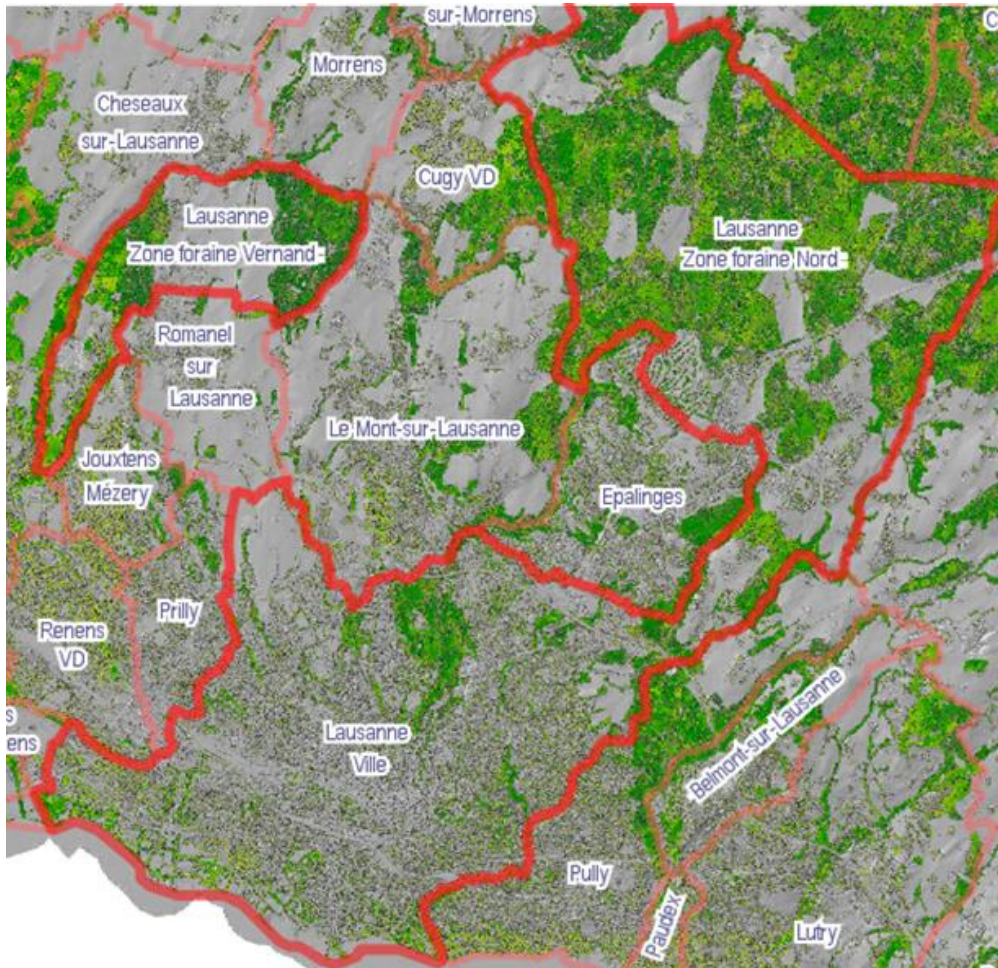 sur-Morrens
C
Morrens
Cheseaux
sur-Lausanne
Cugy VD
Lausanne
Zone foraine Vernand -
Lausanne
Zone foraine Nord -
Romanel
sur
Lausanne
Le Mont-sur-Lausanne
Jouxtens
Mézery
Epalinges
Prilly
Renens
VD
Belmont-sur-Lausanne
s
ens
Lausanne
Ville
Pully
Paudex
Lutry